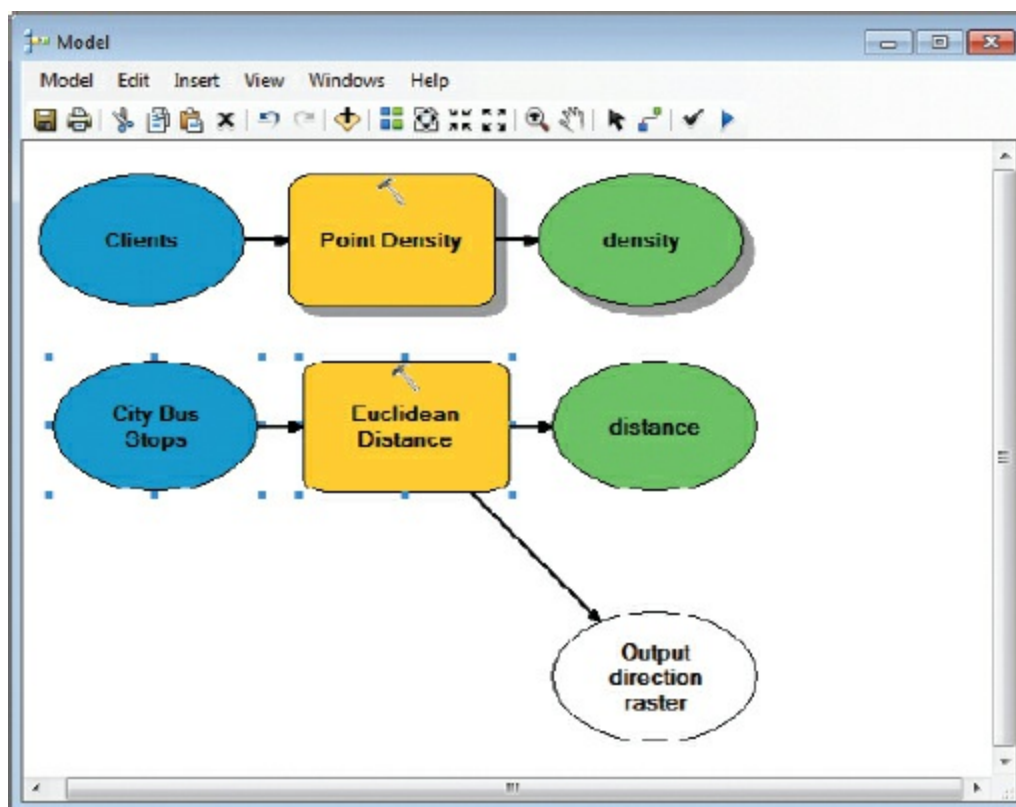 Model
Model Edit Insert View Windows Help
Clients
Point Density
density
City Bus
Stops
Euclidean
Distance
distance
Output
direction
raster